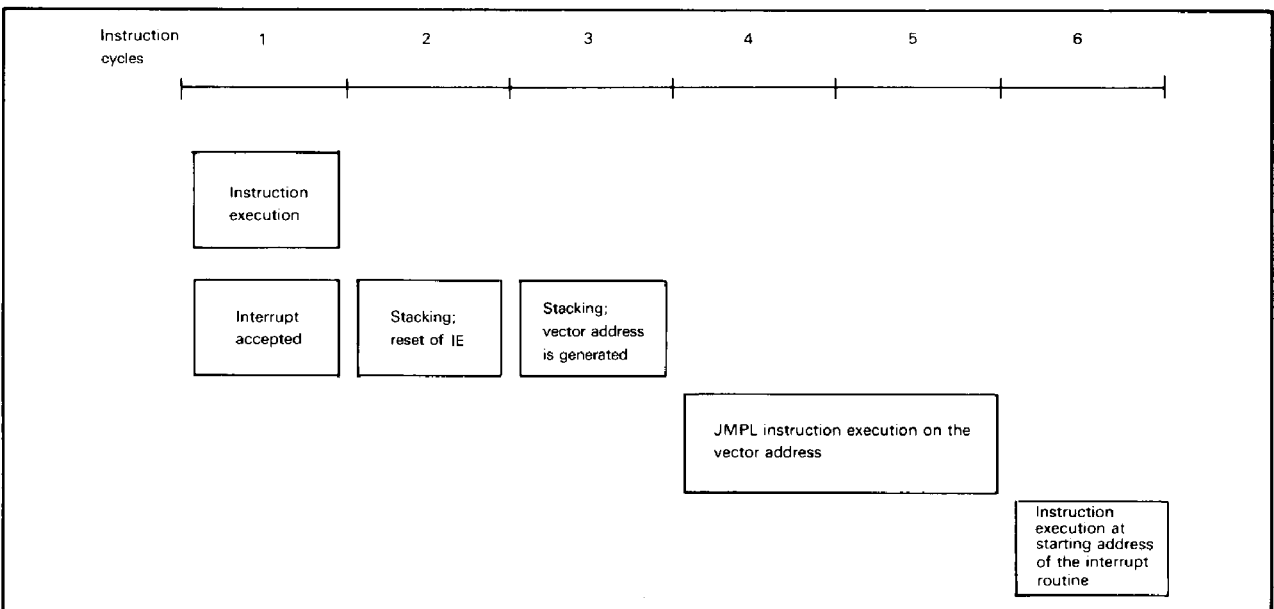 Instruction
cycles
1 2 3 4 5 6
Instruction
execution
Interrupt
accepted
Stacking;
reset of IE
Stacking;
vector address
is generated
JMPL instruction execution on the
vector address
Instruction
execution at
starting address
of the interrupt
routine